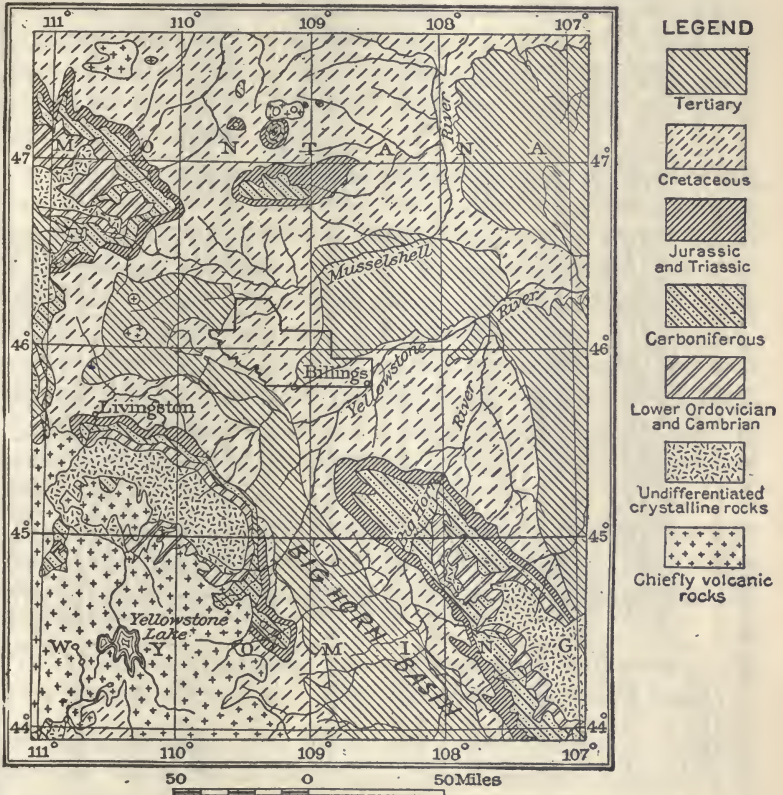 111° 110° 109° 108° 107°
LEGEND
Tertiary
Cretaceous
Jurassic
and Triassic
Carboniferous
Lower Ordovician
and Cambrian
Undifferentiated
crystalline rocks
Chiefly volcanic
rocks
47° 47°
M O N T A N A
River
Musselshell
River
46° 46°
Billings
Yellowstone
Livingston
River
45° 45°
Big Horn
BIG HORN
BASIN
Yellowstone
Lake
W Y O M I N G
44° 44°
111° 110° 109° 108° 107°
50 0 50 Miles